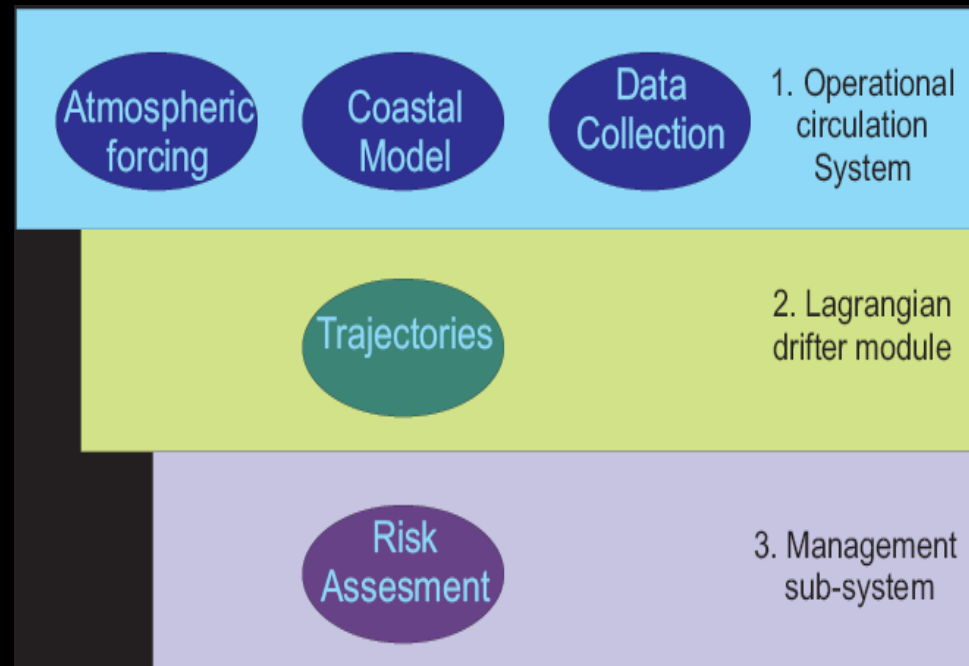 Atmospheric
forcing
Coastal
Model
Data
Collection
1. Operational
circulation
System
Trajectories
2. Lagrangian
drifter module
Risk
Assesment
3. Management
sub-system